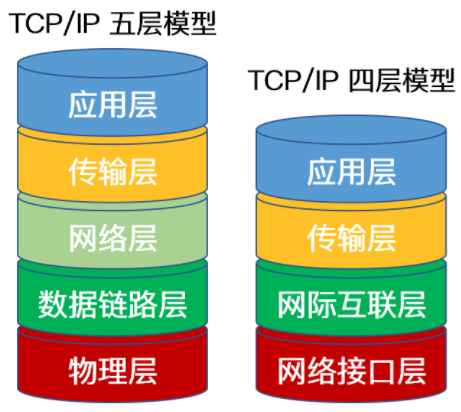 TCP/IP 五层模型
应用层
传输层
网络层
数据链路层
物理层
TCP/IP 四层模型
应用层
传输层
网际互联层
网络接口层